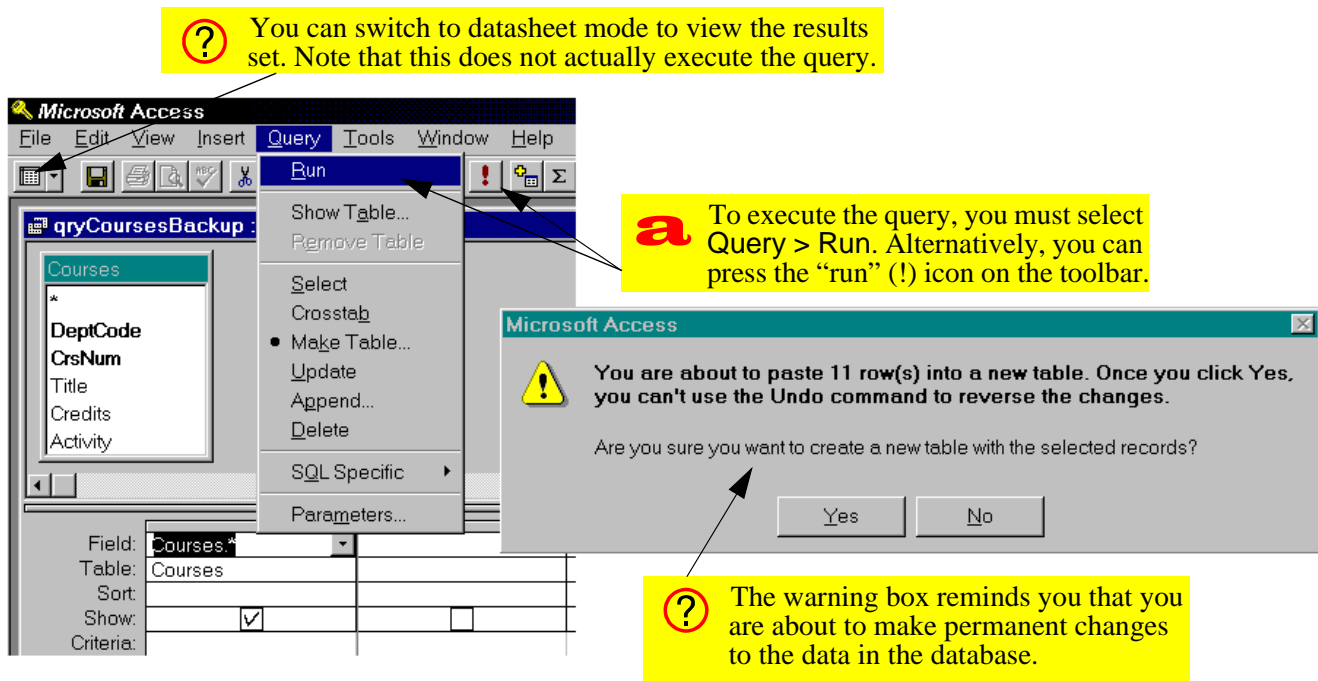 You can switch to datasheet mode to view the results
set. Note that this does not actually execute the query.
Microsoft Access
File Edit View Insert Query Tools Window Help
Run
Show Table...
Remove Table
Select
Crosstab
Make Table...
Update
Append...
Delete
SQL Specific
Parameters...
qryCoursesBackup :
Courses
*
DeptCode
CrsNum
Title
Credits
Activity
Field: Courses.*
Table: Courses
Sort:
Show:
Criteria:
a To execute the query, you must select
Query > Run. Alternatively, you can
press the “run” (!) icon on the toolbar.
Microsoft Access
You are about to paste 11 row(s) into a new table. Once you click Yes,
you can't use the Undo command to reverse the changes.
Are you sure you want to create a new table with the selected records?
Yes No
The warning box reminds you that you
are about to make permanent changes
to the data in the database.